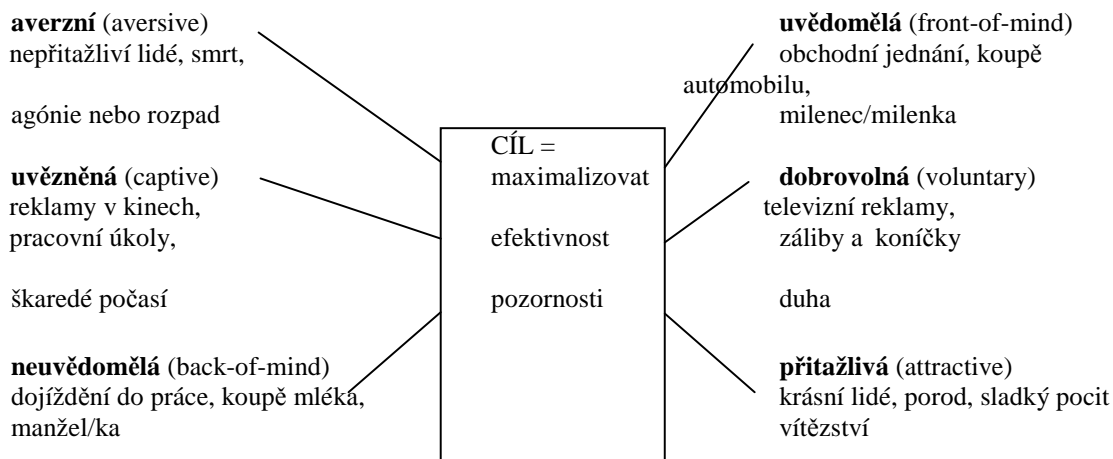 averzní (aversive)
nepřitažliví lidé, smrt,
agónie nebo rozpad
uvězněná (captive)
reklamy v kinech,
pracovní úkoly,
škaredé počasí
neuvědomělá (back-of-mind)
dojíždění do práce, koupě mléka,
manžel/ka
CÍL =
maximalizovat
efektivnost
pozornosti
uvědomělá (front-of-mind)
obchodní jednání, koupě
automobilu,
milenec/milenka
dobrovolná (voluntary)
televizní reklamy,
záliby a koníčky
duha
přitažlivá (attractive)
krásní lidé, porod, sladký pocit
vítězství